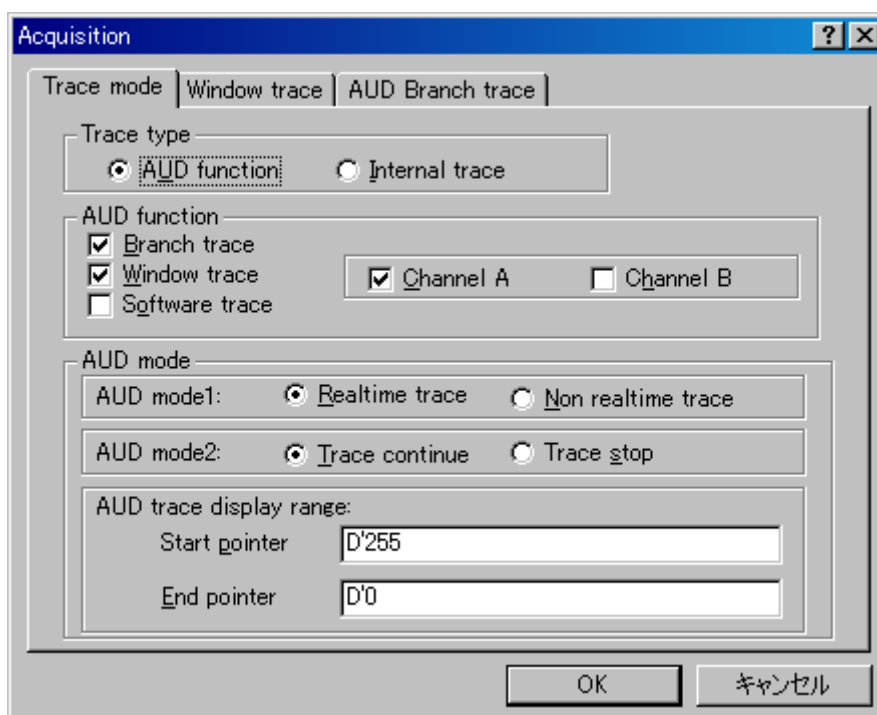 Acquisition
Trace mode
Window trace
AUD Branch trace
Trace type
AUD function
Internal trace
AUD function
Branch trace
Window trace
Software trace
Channel A
Channel B
AUD mode
AUD mode1:
Realtime trace
Non realtime trace
AUD mode2:
Trace continue
Trace stop
AUD trace display range:
Start pointer
D'255
End pointer
D'0
OK
キャンセル